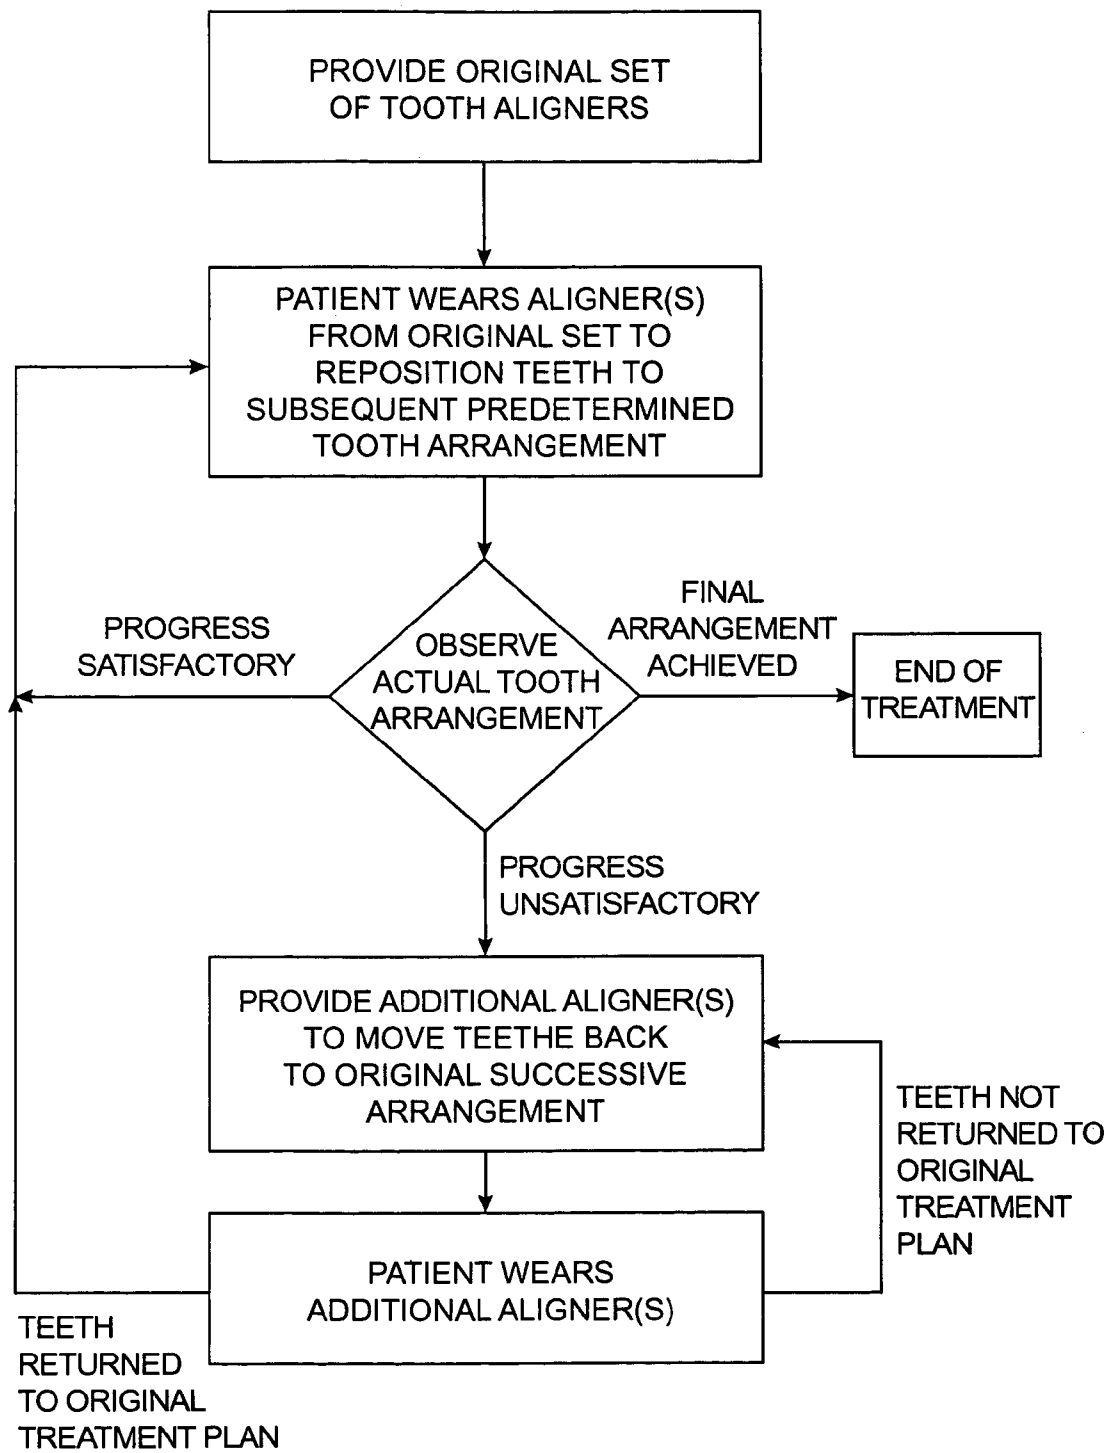 PROVIDE ORIGINAL SET
OF TOOTH ALIGNERS
PATIENT WEARS ALIGNER(S)
FROM ORIGINAL SET TO
REPOSITION TEETH TO
SUBSEQUENT PREDETERMINED
TOOTH ARRANGEMENT
PROGRESS
SATISFACTORY
OBSERVE
ACTUAL TOOTH
ARRANGEMENT
FINAL
ARRANGEMENT
ACHIEVED
END OF
TREATMENT
PROGRESS
UNSATISFACTORY
PROVIDE ADDITIONAL ALIGNER(S)
TO MOVE TEETHE BACK
TO ORIGINAL SUCCESSIVE
ARRANGEMENT
TEETH NOT
RETURNED TO
ORIGINAL
TREATMENT
PLAN
PATIENT WEARS
ADDITIONAL ALIGNER(S)
TEETH
RETURNED
TO ORIGINAL
TREATMENT PLAN